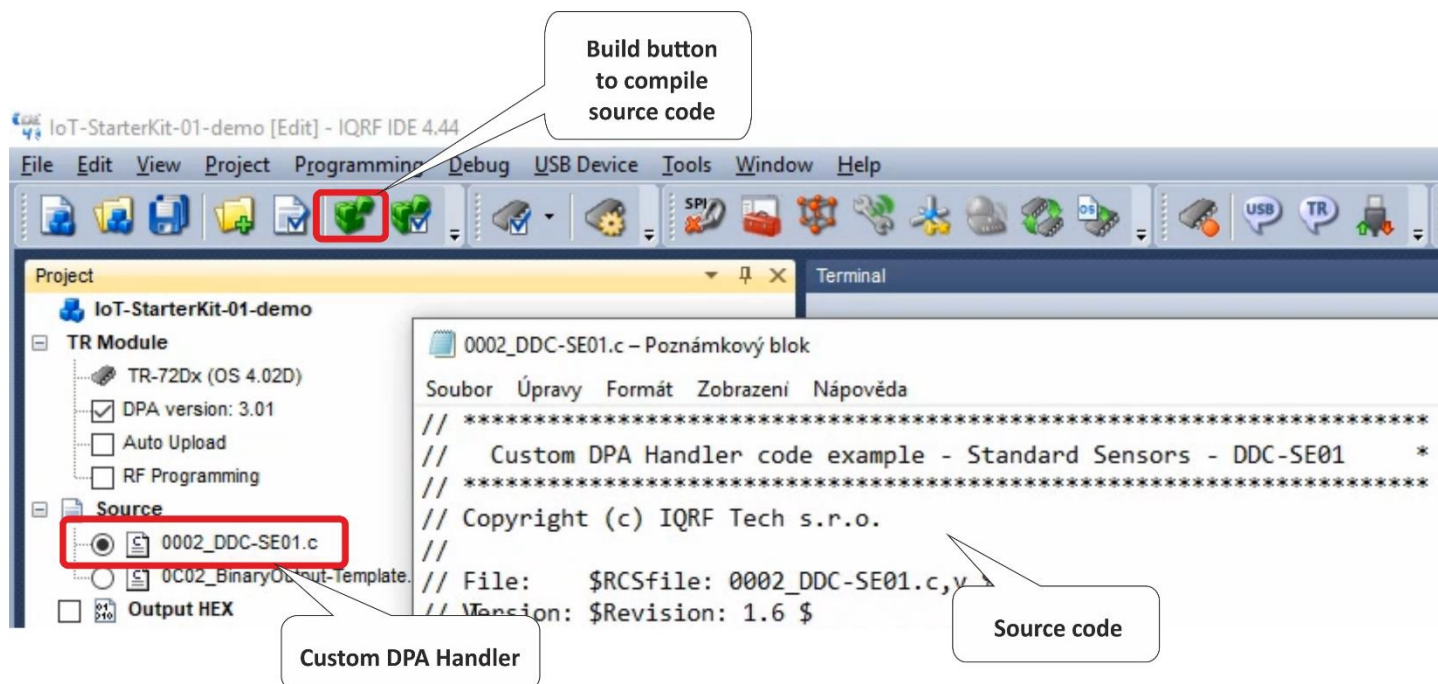 Build button
to compile
source code
IoT-StarterKit-01-demo [Edit] - IQRF IDE 4.44
File Edit View Project Programming Debug USB Device Tools Window Help
SPI
OS
USB
TR
Project
Terminal
IoT-StarterKit-01-demo
TR Module
TR-72Dx (OS 4.02D)
DPA version: 3.01
Auto Upload
RF Programming
Source
0002_DDC-SE01.c
0C02_BinaryOutput-Template.
Output HEX
0002_DDC-SE01.c – Poznámkový blok
Soubor Úpravy Formát Zobrazení Nápověda
// *********************************************************************
// Custom DPA Handler code example - Standard Sensors - DDC-SE01 *
// *********************************************************************
// Copyright (c) IQRF Tech s.r.o.
//
// File: $RCSfile: 0002_DDC-SE01.c,v $
// Version: $Revision: 1.6 $
Source code
Custom DPA Handler